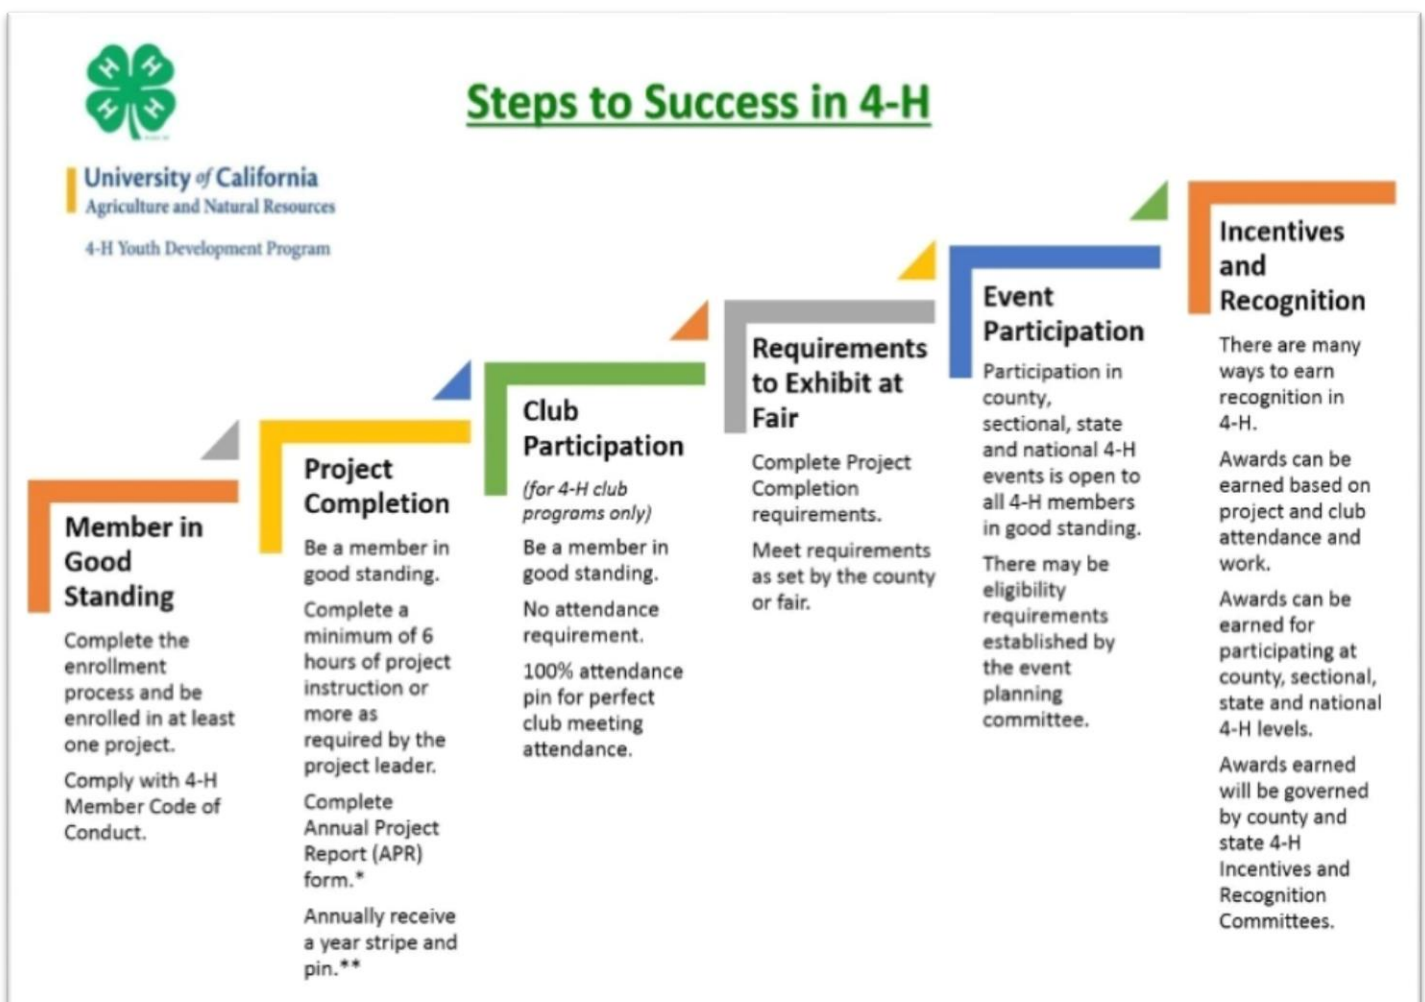 H H
H H
Steps to Success in 4-H
University of California
Agriculture and Natural Resources
4-H Youth Development Program
Member in
Good
Standing
Complete the
enrollment
process and be
enrolled in at least
one project.
Comply with 4-H
Member Code of
Conduct.
Project
Completion
Be a member in
good standing.
Complete a
minimum of 6
hours of project
instruction or
more as
required by the
project leader.
Complete
Annual Project
Report (APR)
form.*
Annually receive
a year stripe and
pin.**
Club
Participation
(for 4-H club
programs only)
Be a member in
good standing.
No attendance
requirement.
100% attendance
pin for perfect
club meeting
attendance.
Requirements
to Exhibit at
Fair
Complete Project
Completion
requirements.
Meet requirements
as set by the county
or fair.
Event
Participation
Participation in
county,
sectional, state
and national 4-H
events is open to
all 4-H members
in good standing.
There may be
eligibility
requirements
established by
the event
planning
committee.
Incentives
and
Recognition
There are many
ways to earn
recognition in
4-H.
Awards can be
earned based on
project and club
attendance and
work.
Awards can be
earned for
participating at
county, sectional,
state and national
4-H levels.
Awards earned
will be governed
by county and
state 4-H
Incentives and
Recognition
Committees.